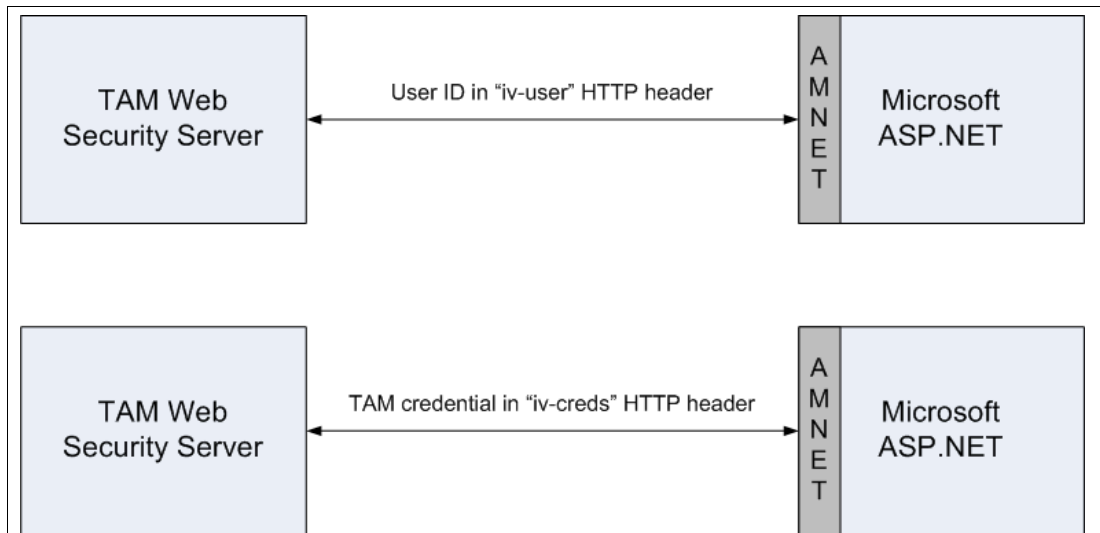 TAM Web
Security Server
User ID in “iv-user” HTTP header
A
M
N
E
T
Microsoft
ASP.NET
TAM Web
Security Server
TAM credential in “iv-creds” HTTP header
A
M
N
E
T
Microsoft
ASP.NET